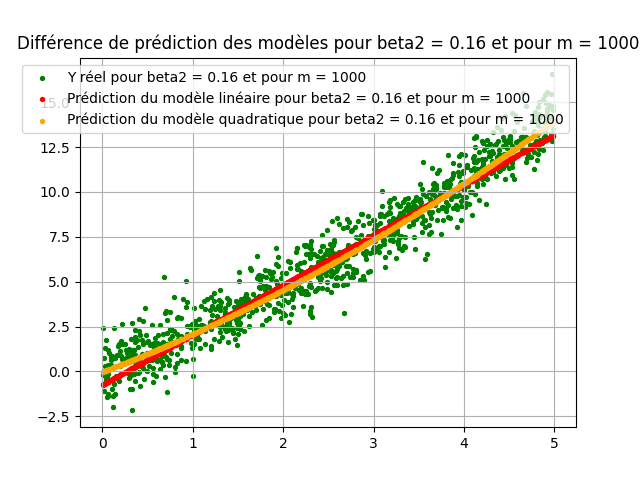 Différence de prédiction des modèles pour beta2 = 0.16 et pour m = 1000
Y réel pour beta2 = 0.16 et pour m = 1000
Prédiction du modèle linéaire pour beta2 = 0.16 et pour m = 1000
Prédiction du modèle quadratique pour beta2 = 0.16 et pour m = 1000
15.0
12.5
10.0
7.5
5.0
2.5
0.0
−2.5
0 1 2 3 4 5